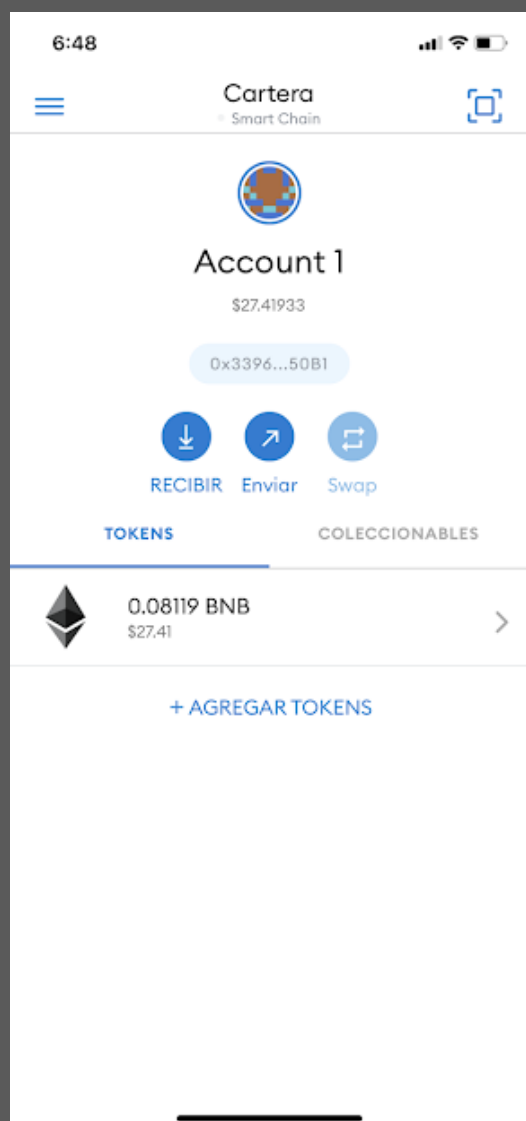 6:48
Cartera
Smart Chain
Account 1
$27.41933
0x3396...50B1
RECIBIR Enviar Swap
TOKENS COLECCIONABLES
0.08119 BNB
$27.41
+ AGREGAR TOKENS